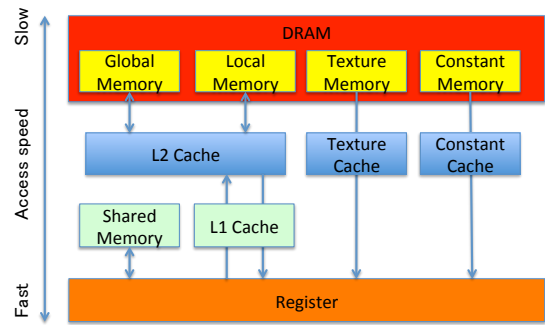 Slow
Access speed
Fast
DRAM
Global
Memory
Local
Memory
Texture
Memory
Constant
Memory
L2 Cache
Texture
Cache
Constant
Cache
Shared
Memory
L1 Cache
Register